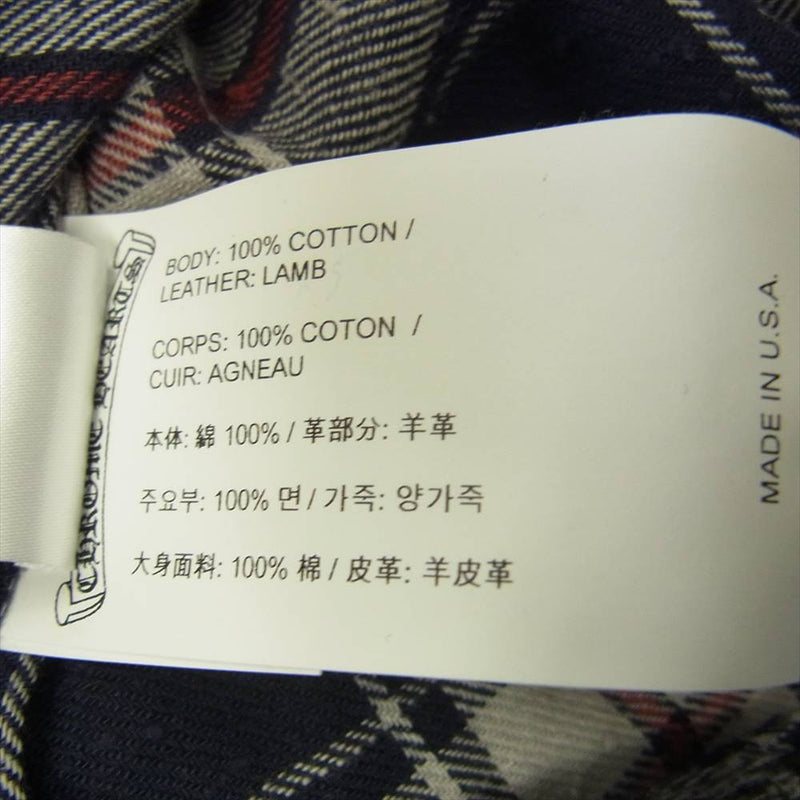 BODY: 100% COTTON /
LEATHER: LAMB
CORPS: 100% COTON /
CUIR: AGNEAU
本体: 綿 100% / 革部分: 羊革
주요부: 100% 면 / 가죽: 양가죽
大身面料: 100% 棉 / 皮革: 羊皮革
CHROME HEARTS
MADE IN U.S.A.